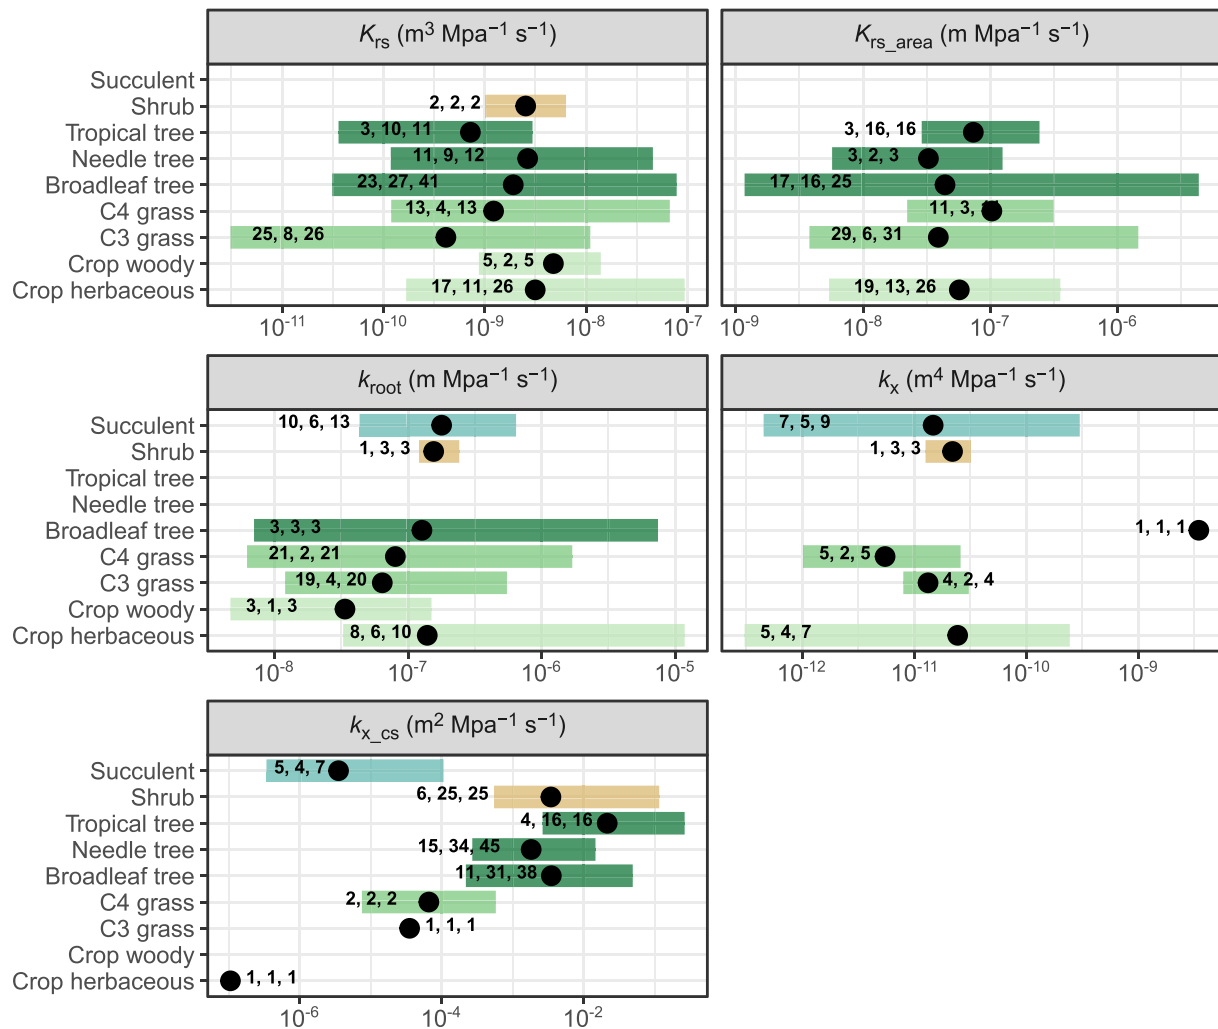 K_rs (m³ Mpa⁻¹ s⁻¹)
K_rs_area (m Mpa⁻¹ s⁻¹)
Succulent
Shrub 2, 2, 2
Tropical tree 3, 10, 11 3, 16, 16
Needle tree 11, 9, 12 3, 2, 3
Broadleaf tree 23, 27, 41 17, 16, 25
C4 grass 13, 4, 13 11, 3,
C3 grass 25, 8, 26 29, 6, 31
Crop woody 5, 2, 5
Crop herbaceous 17, 11, 26 19, 13, 26
10⁻¹¹ 10⁻¹⁰ 10⁻⁹ 10⁻⁸ 10⁻⁷
10⁻⁹ 10⁻⁸ 10⁻⁷ 10⁻⁶
k_root (m Mpa⁻¹ s⁻¹)
k_x (m⁴ Mpa⁻¹ s⁻¹)
Succulent 10, 6, 13 7, 5, 9
Shrub 1, 3, 3 1, 3, 3
Tropical tree
Needle tree
Broadleaf tree 3, 3, 3 1, 1, 1
C4 grass 21, 2, 21 5, 2, 5
C3 grass 19, 4, 20 4, 2, 4
Crop woody 3, 1, 3
Crop herbaceous 8, 6, 10 5, 4, 7
10⁻⁸ 10⁻⁷ 10⁻⁶ 10⁻⁵
10⁻¹² 10⁻¹¹ 10⁻¹⁰ 10⁻⁹
k_x_cs (m² Mpa⁻¹ s⁻¹)
Succulent 5, 4, 7
Shrub 6, 25, 25
Tropical tree 4, 16, 16
Needle tree 15, 34, 45
Broadleaf tree 11, 31, 38
C4 grass 2, 2, 2
C3 grass 1, 1, 1
Crop woody
Crop herbaceous 1, 1, 1
10⁻⁶ 10⁻⁴ 10⁻²